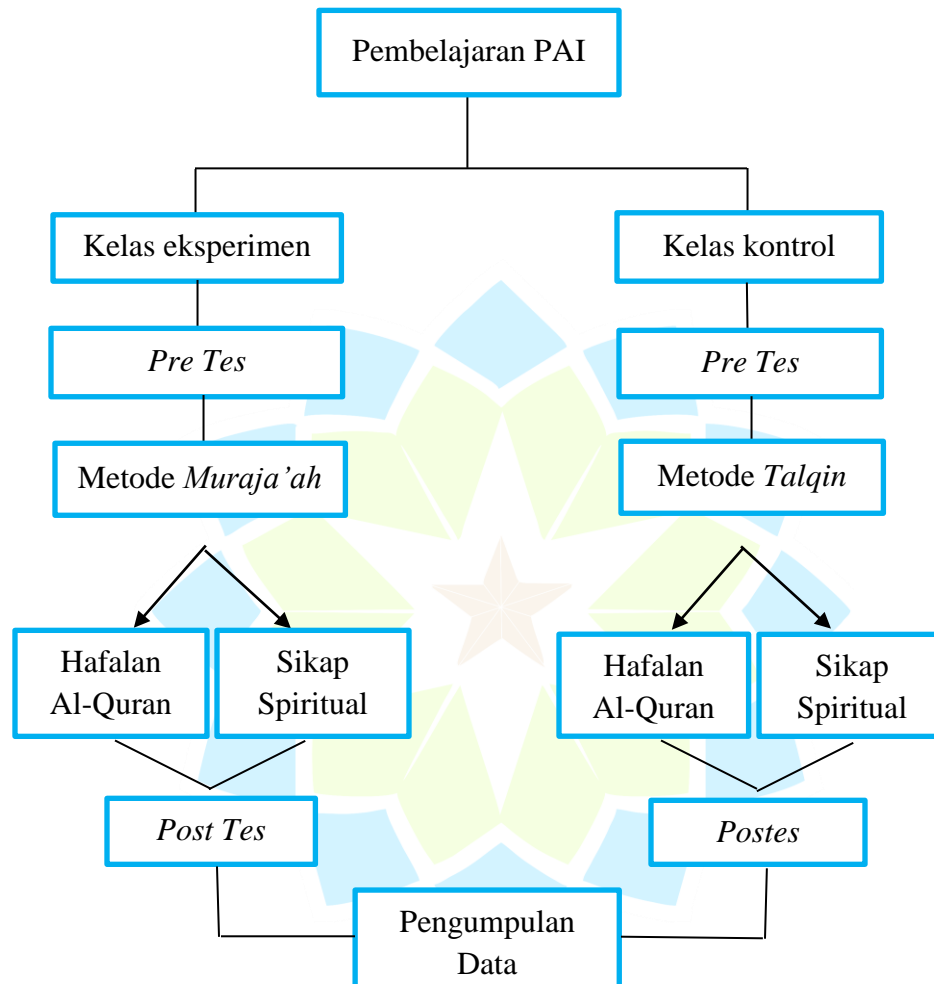 Pembelajaran PAI
Kelas eksperimen
Kelas kontrol
Pre Tes
Pre Tes
Metode Muraja’ah
Metode Talqin
Hafalan
Al-Quran
Sikap
Spiritual
Hafalan
Al-Quran
Sikap
Spiritual
Post Tes
Postes
Pengumpulan
Data